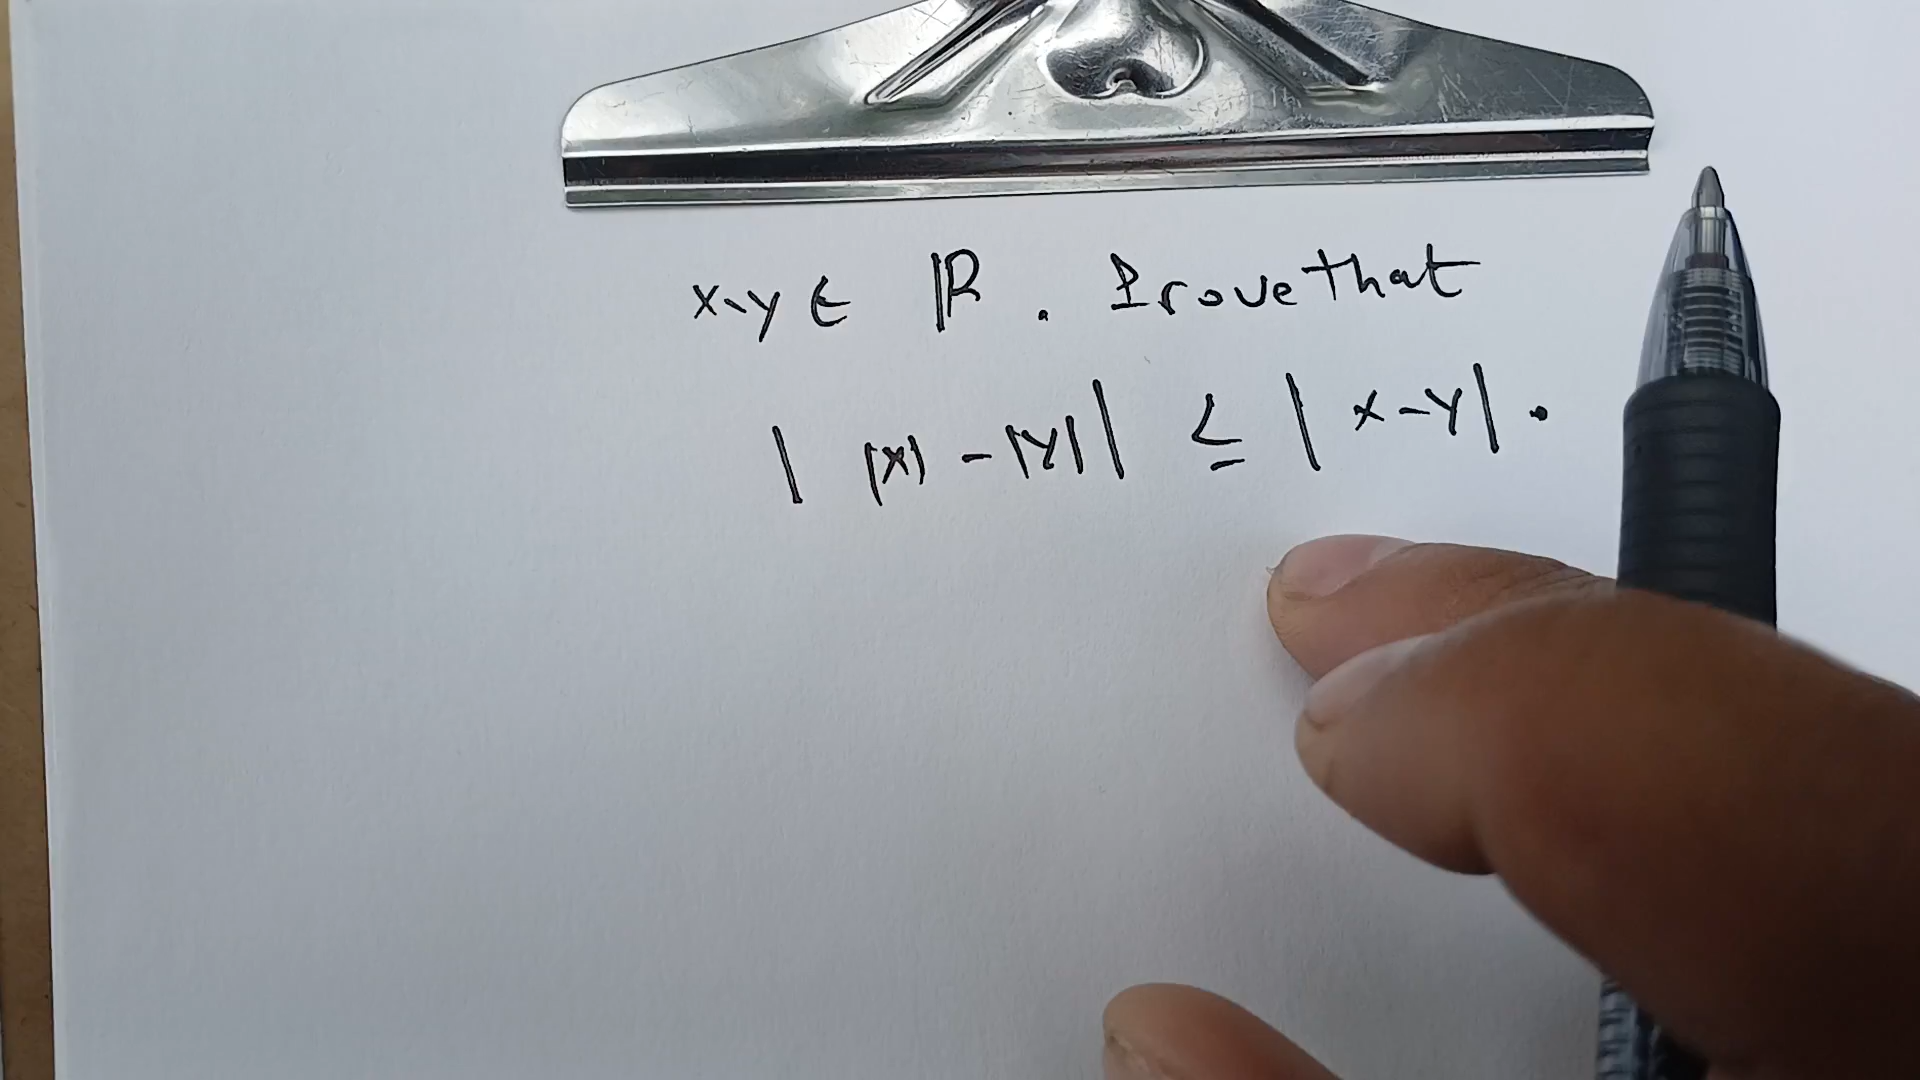 x,y ∈ ℝ. Prove that
| |x| - |y| | ≤ | x-y |.